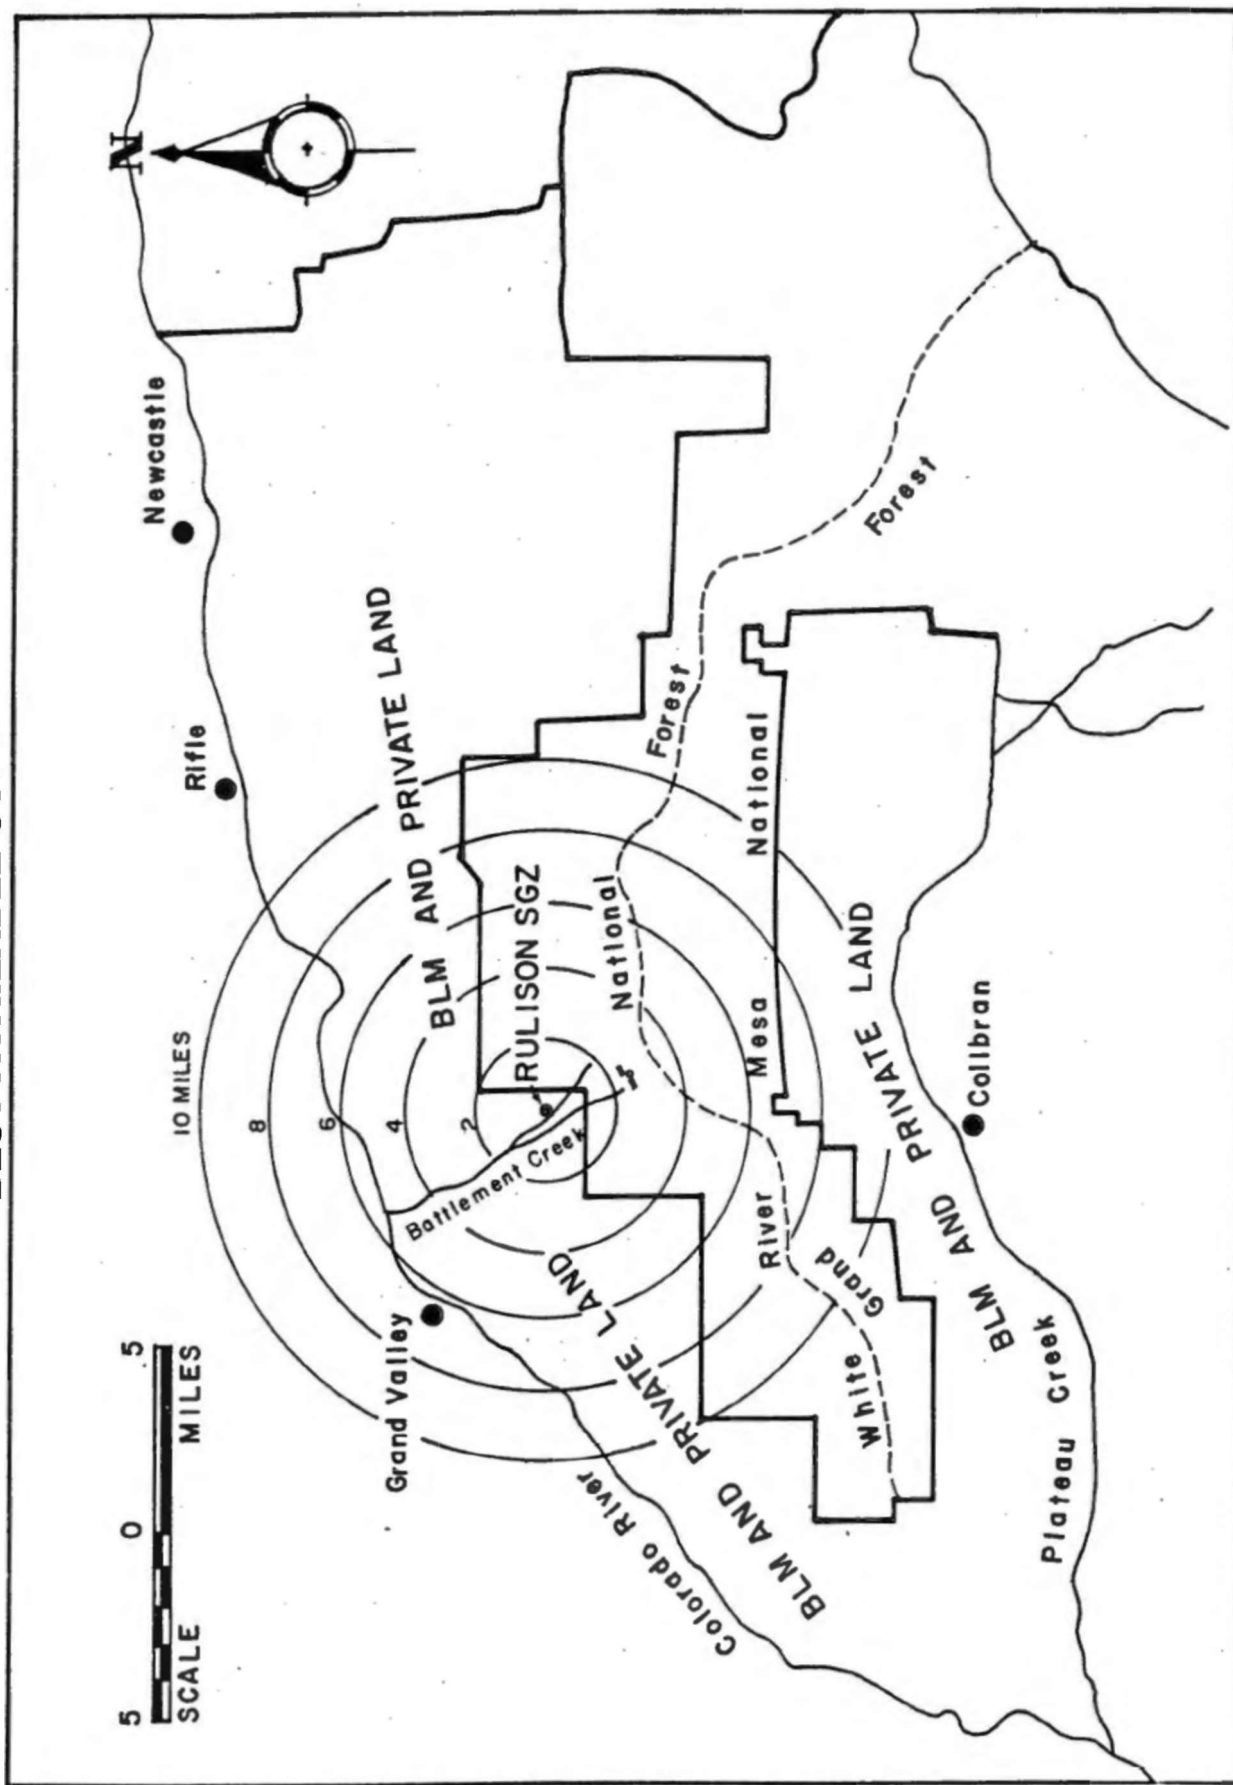 N
5 0 5
SCALE MILES
Newcastle
10 MILES
Rifle
8
6
4
2
Grand Valley
BLM AND PRIVATE LAND
Battlement Creek
RULISON SGZ
Colorado River
BLM AND PRIVATE LAND
White River National Forest
Grand Mesa National Forest
BLM AND PRIVATE LAND
Collbran
Plateau Creek